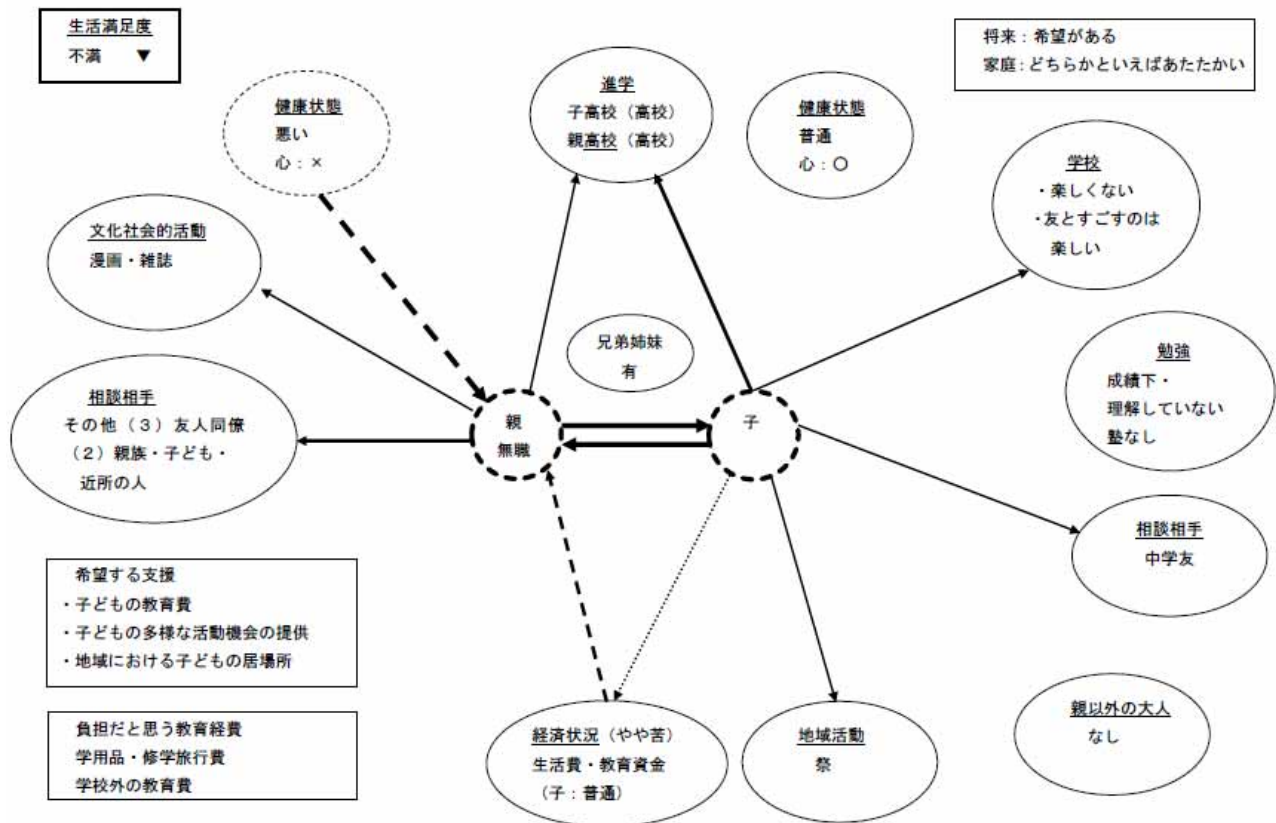 生活満足度
不満 ▼
将来：希望がある
家庭：どちらかといえばあたたかい
健康状態
悪い
心：×
進学
子高校（高校）
親高校（高校）
健康状態
普通
心：〇
学校
・楽しくない
・友とすごすのは
楽しい
文化社会的活動
漫画・雑誌
兄弟姉妹
有
勉強
成績下・
理解していない
塾なし
相談相手
その他（3）友人同僚
（2）親族・子ども・
近所の人
親
無職
子
相談相手
中学友
希望する支援
・子どもの教育費
・子どもの多様な活動機会の提供
・地域における子どもの居場所
負担だと思う教育経費
学用品・修学旅行費
学校外の教育費
経済状況（やや苦）
生活費・教育資金
（子：普通）
地域活動
祭
親以外の大人
なし